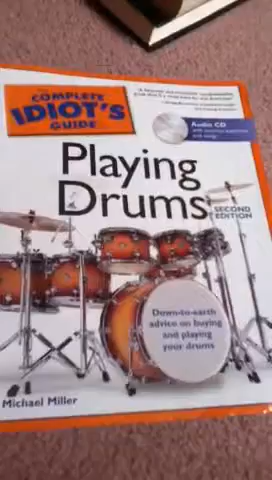 THE
COMPLETE
IDIOT'S
GUIDE
Audio CD
Playing
Drums
SECOND
EDITION
Down-to-earth
advice on buying
and playing
your drums
Michael Miller